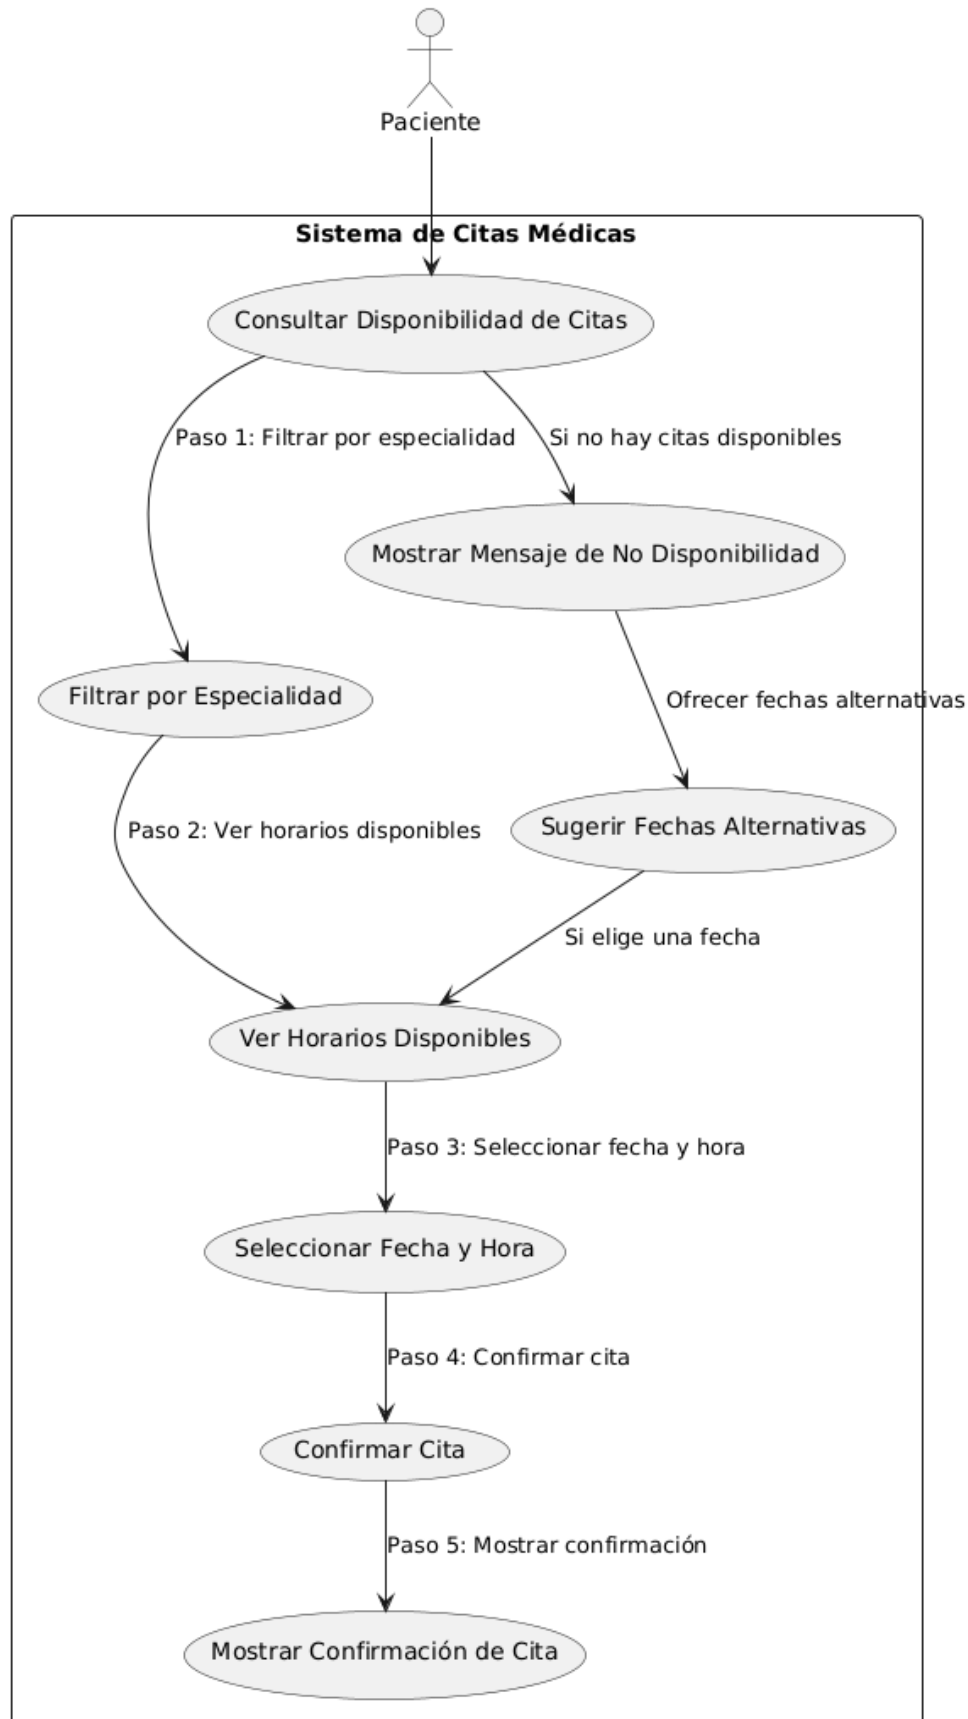 Paciente
Sistema de Citas Médicas
Consultar Disponibilidad de Citas
Paso 1: Filtrar por especialidad
Si no hay citas disponibles
Mostrar Mensaje de No Disponibilidad
Filtrar por Especialidad
Ofrecer fechas alternativas
Paso 2: Ver horarios disponibles
Sugerir Fechas Alternativas
Si elige una fecha
Ver Horarios Disponibles
Paso 3: Seleccionar fecha y hora
Seleccionar Fecha y Hora
Paso 4: Confirmar cita
Confirmar Cita
Paso 5: Mostrar confirmación
Mostrar Confirmación de Cita